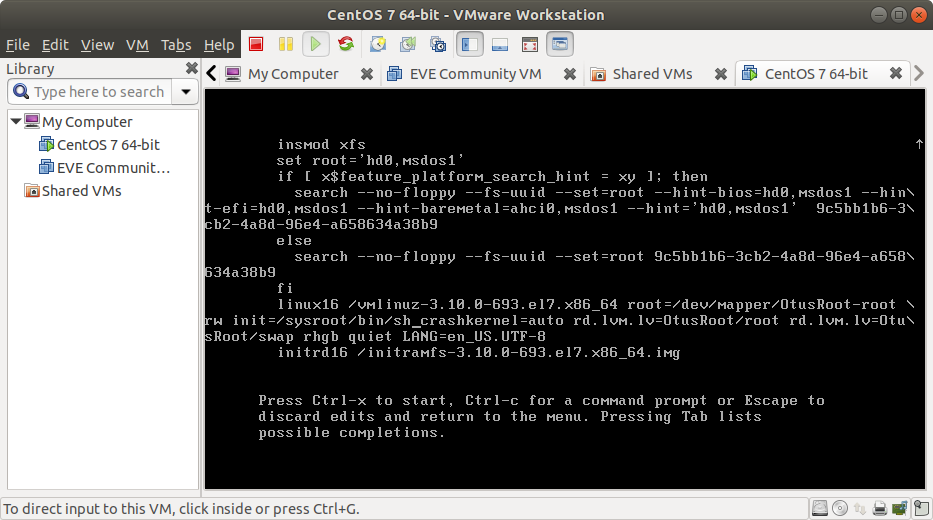 CentOS 7 64-bit - VMware Workstation
File Edit View VM Tabs Help
Library
Type here to search
My Computer
CentOS 7 64-bit
EVE Communit...
Shared VMs
My Computer
EVE Community VM
Shared VMs
CentOS 7 64-bit
insmod xfs
set root='hd0,msdos1'
if [ x$feature_platform_search_hint = xy ]; then
search --no-floppy --fs-uuid --set=root --hint-bios=hd0,msdos1 --hin\
t-efi=hd0,msdos1 --hint-baremetal=ahci0,msdos1 --hint='hd0,msdos1'  9c5bb1b6-3\
cb2-4a8d-96e4-a658634a38b9
else
search --no-floppy --fs-uuid --set=root 9c5bb1b6-3cb2-4a8d-96e4-a658\
634a38b9
fi
linux16 /vmlinuz-3.10.0-693.el7.x86_64 root=/dev/mapper/OtusRoot-root \
rw init=/sysroot/bin/sh_crashkernel=auto rd.lvm.lv=OtusRoot/root rd.lvm.lv=Otu\
sRoot/swap rhgb quiet LANG=en_US.UTF-8
initrd16 /initramfs-3.10.0-693.el7.x86_64.img
Press Ctrl-x to start, Ctrl-c for a command prompt or Escape to
discard edits and return to the menu. Pressing Tab lists
possible completions.
To direct input to this VM, click inside or press Ctrl+G.